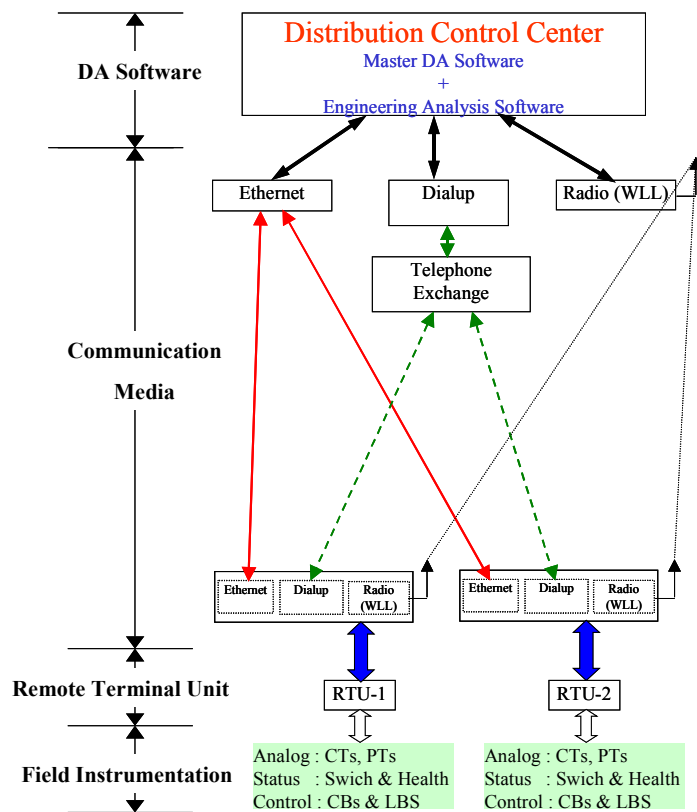 Distribution Control Center
Master DA Software
+
Engineering Analysis Software
DA Software
Ethernet
Dialup
Radio (WLL)
Telephone
Exchange
Communication
Media
Ethernet
Dialup
Radio
(WLL)
Ethernet
Dialup
Radio
(WLL)
Remote Terminal Unit
RTU-1
RTU-2
Field Instrumentation
Analog : CTs, PTs
Status : Swich & Health
Control : CBs & LBS
Analog : CTs, PTs
Status : Swich & Health
Control : CBs & LBS